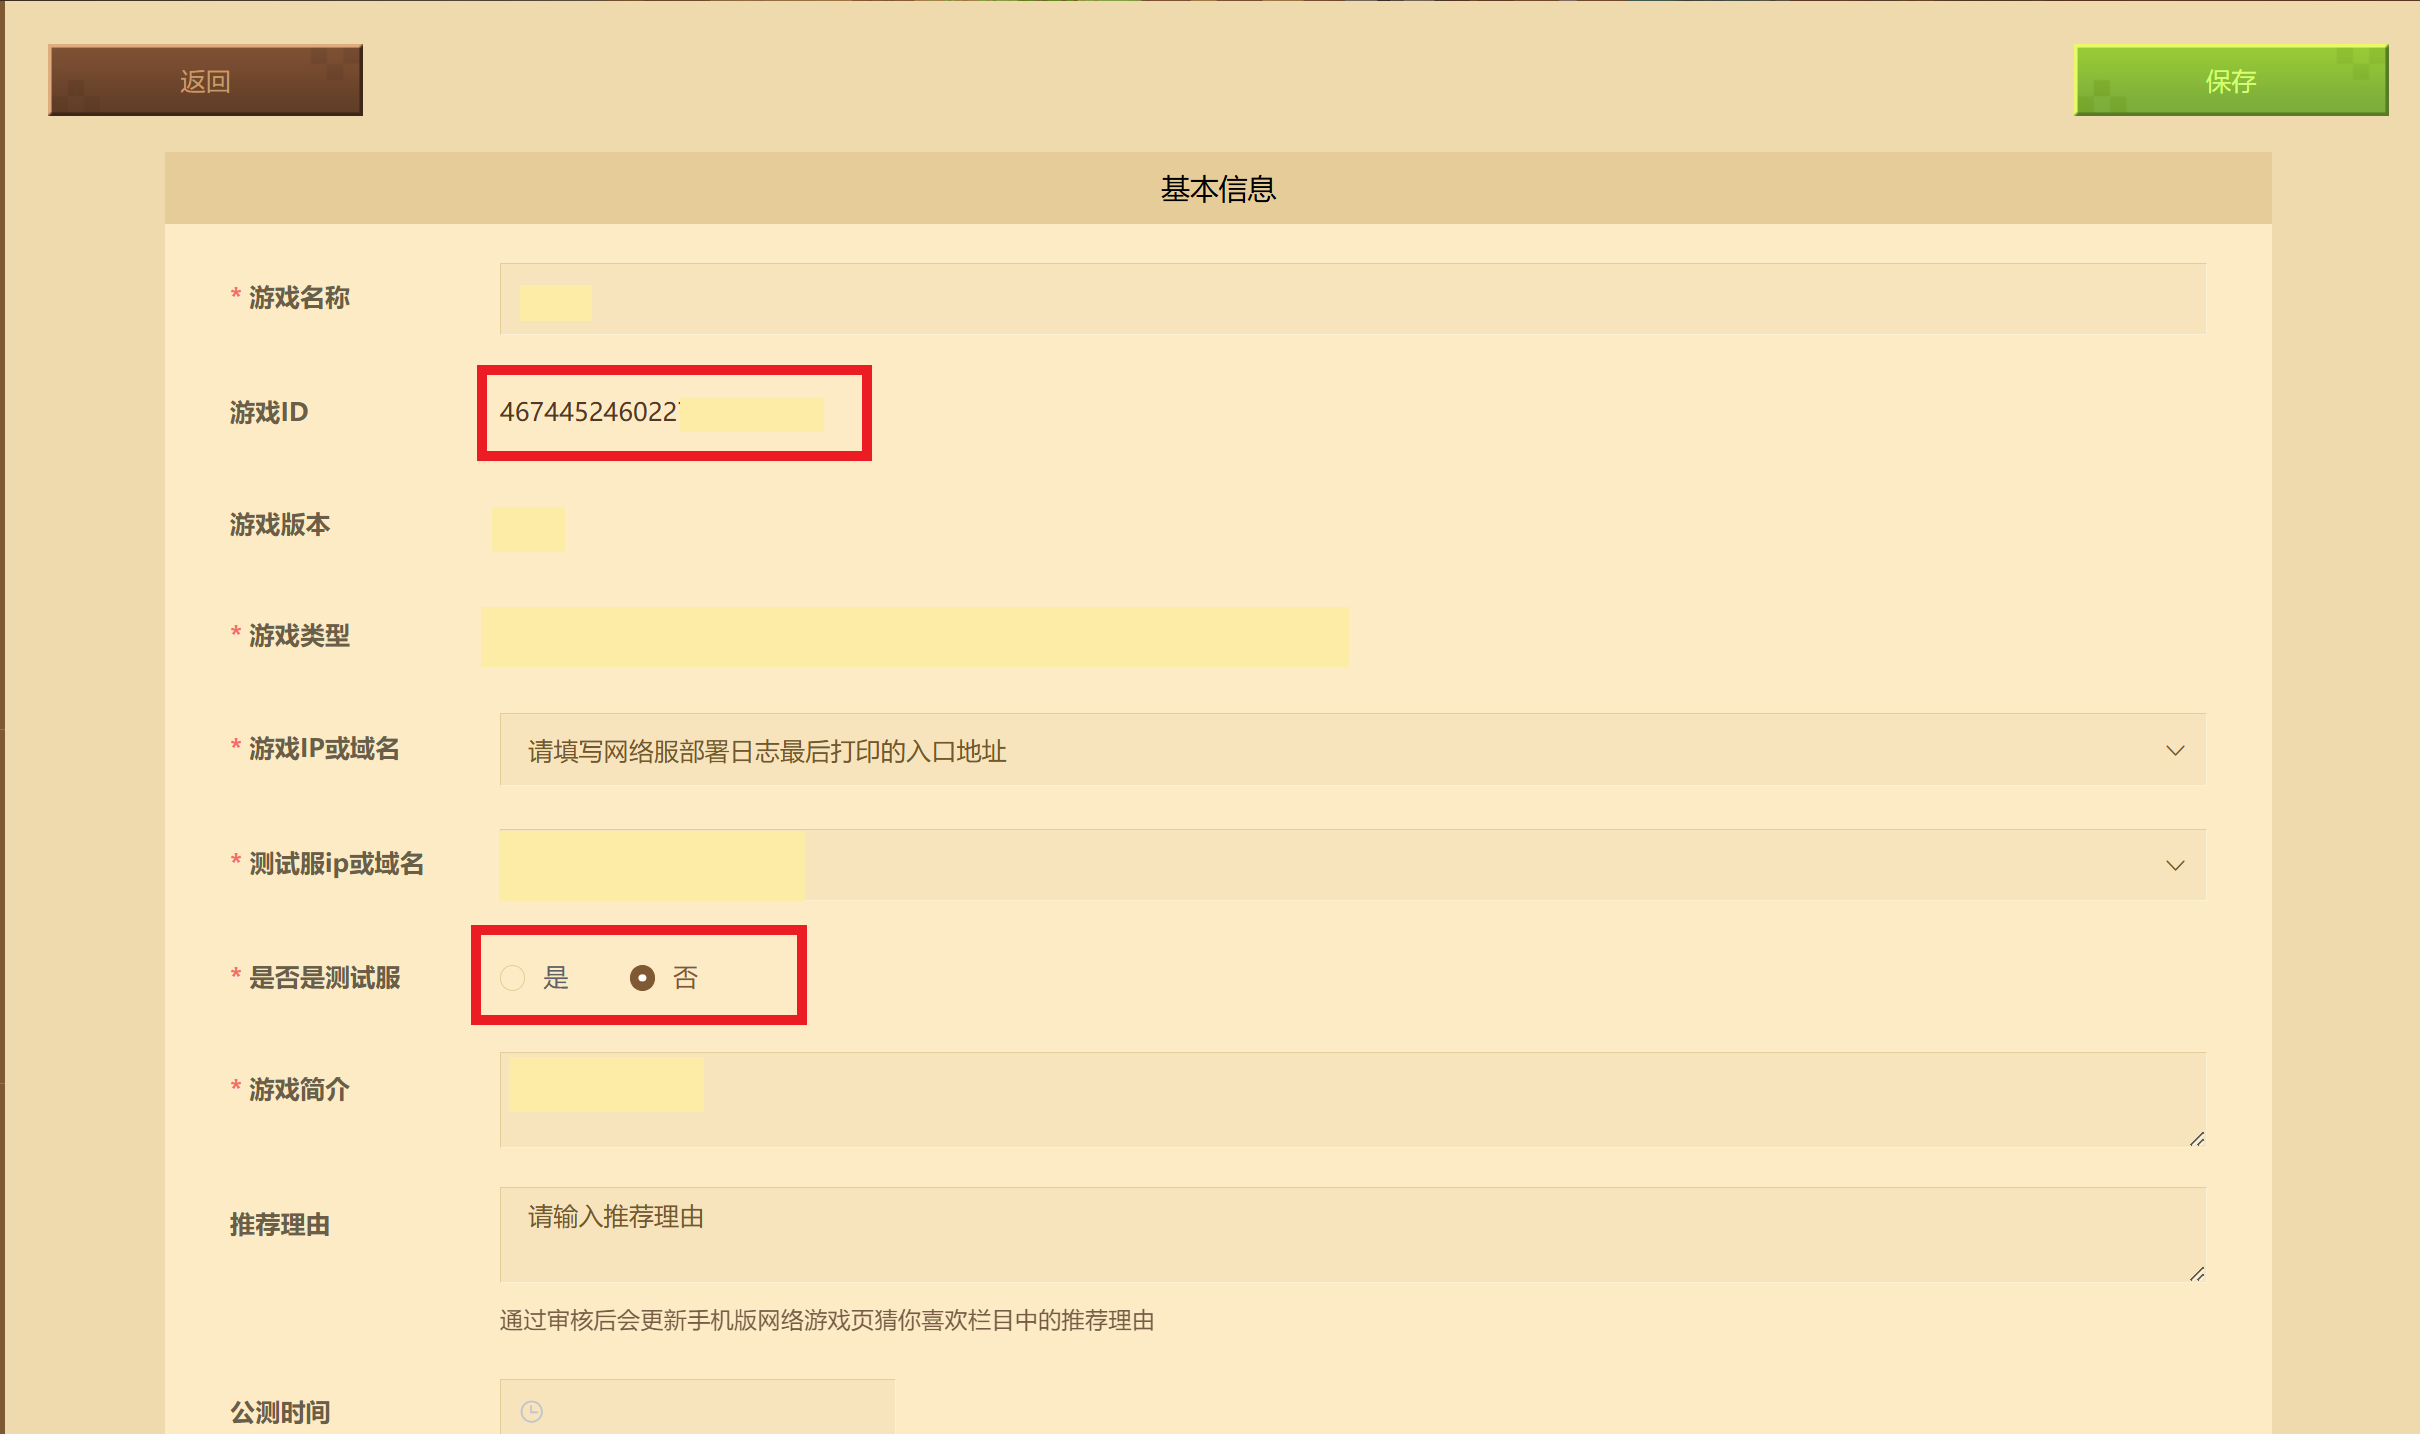 返回
保存
基本信息
* 游戏名称
游戏ID
467445246022
游戏版本
* 游戏类型
* 游戏IP或域名
请填写网络服部署日志最后打印的入口地址
* 测试服ip或域名
* 是否是测试服
是
否
* 游戏简介
推荐理由
请输入推荐理由
通过审核后会更新手机版网络游戏页猜你喜欢栏目中的推荐理由
公测时间